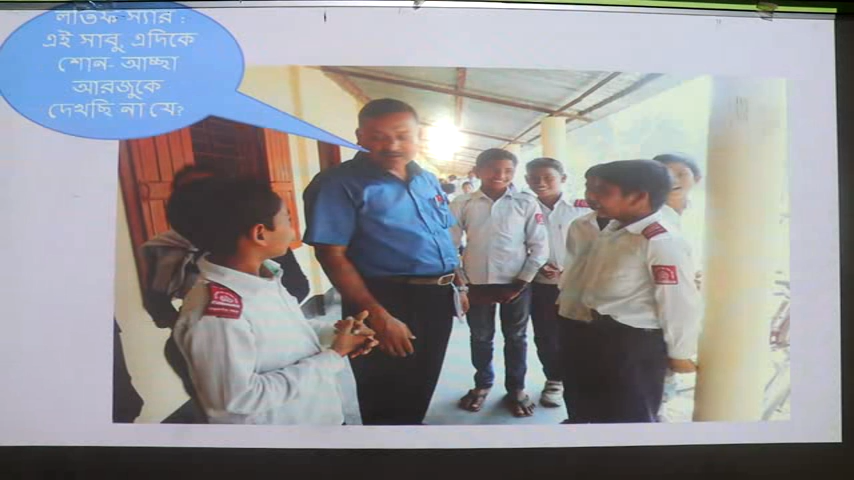 লতিফ স্যার :
এই সাবু, এদিকে
শোন- আচ্ছা
আরজুকে
দেখছি না যে?